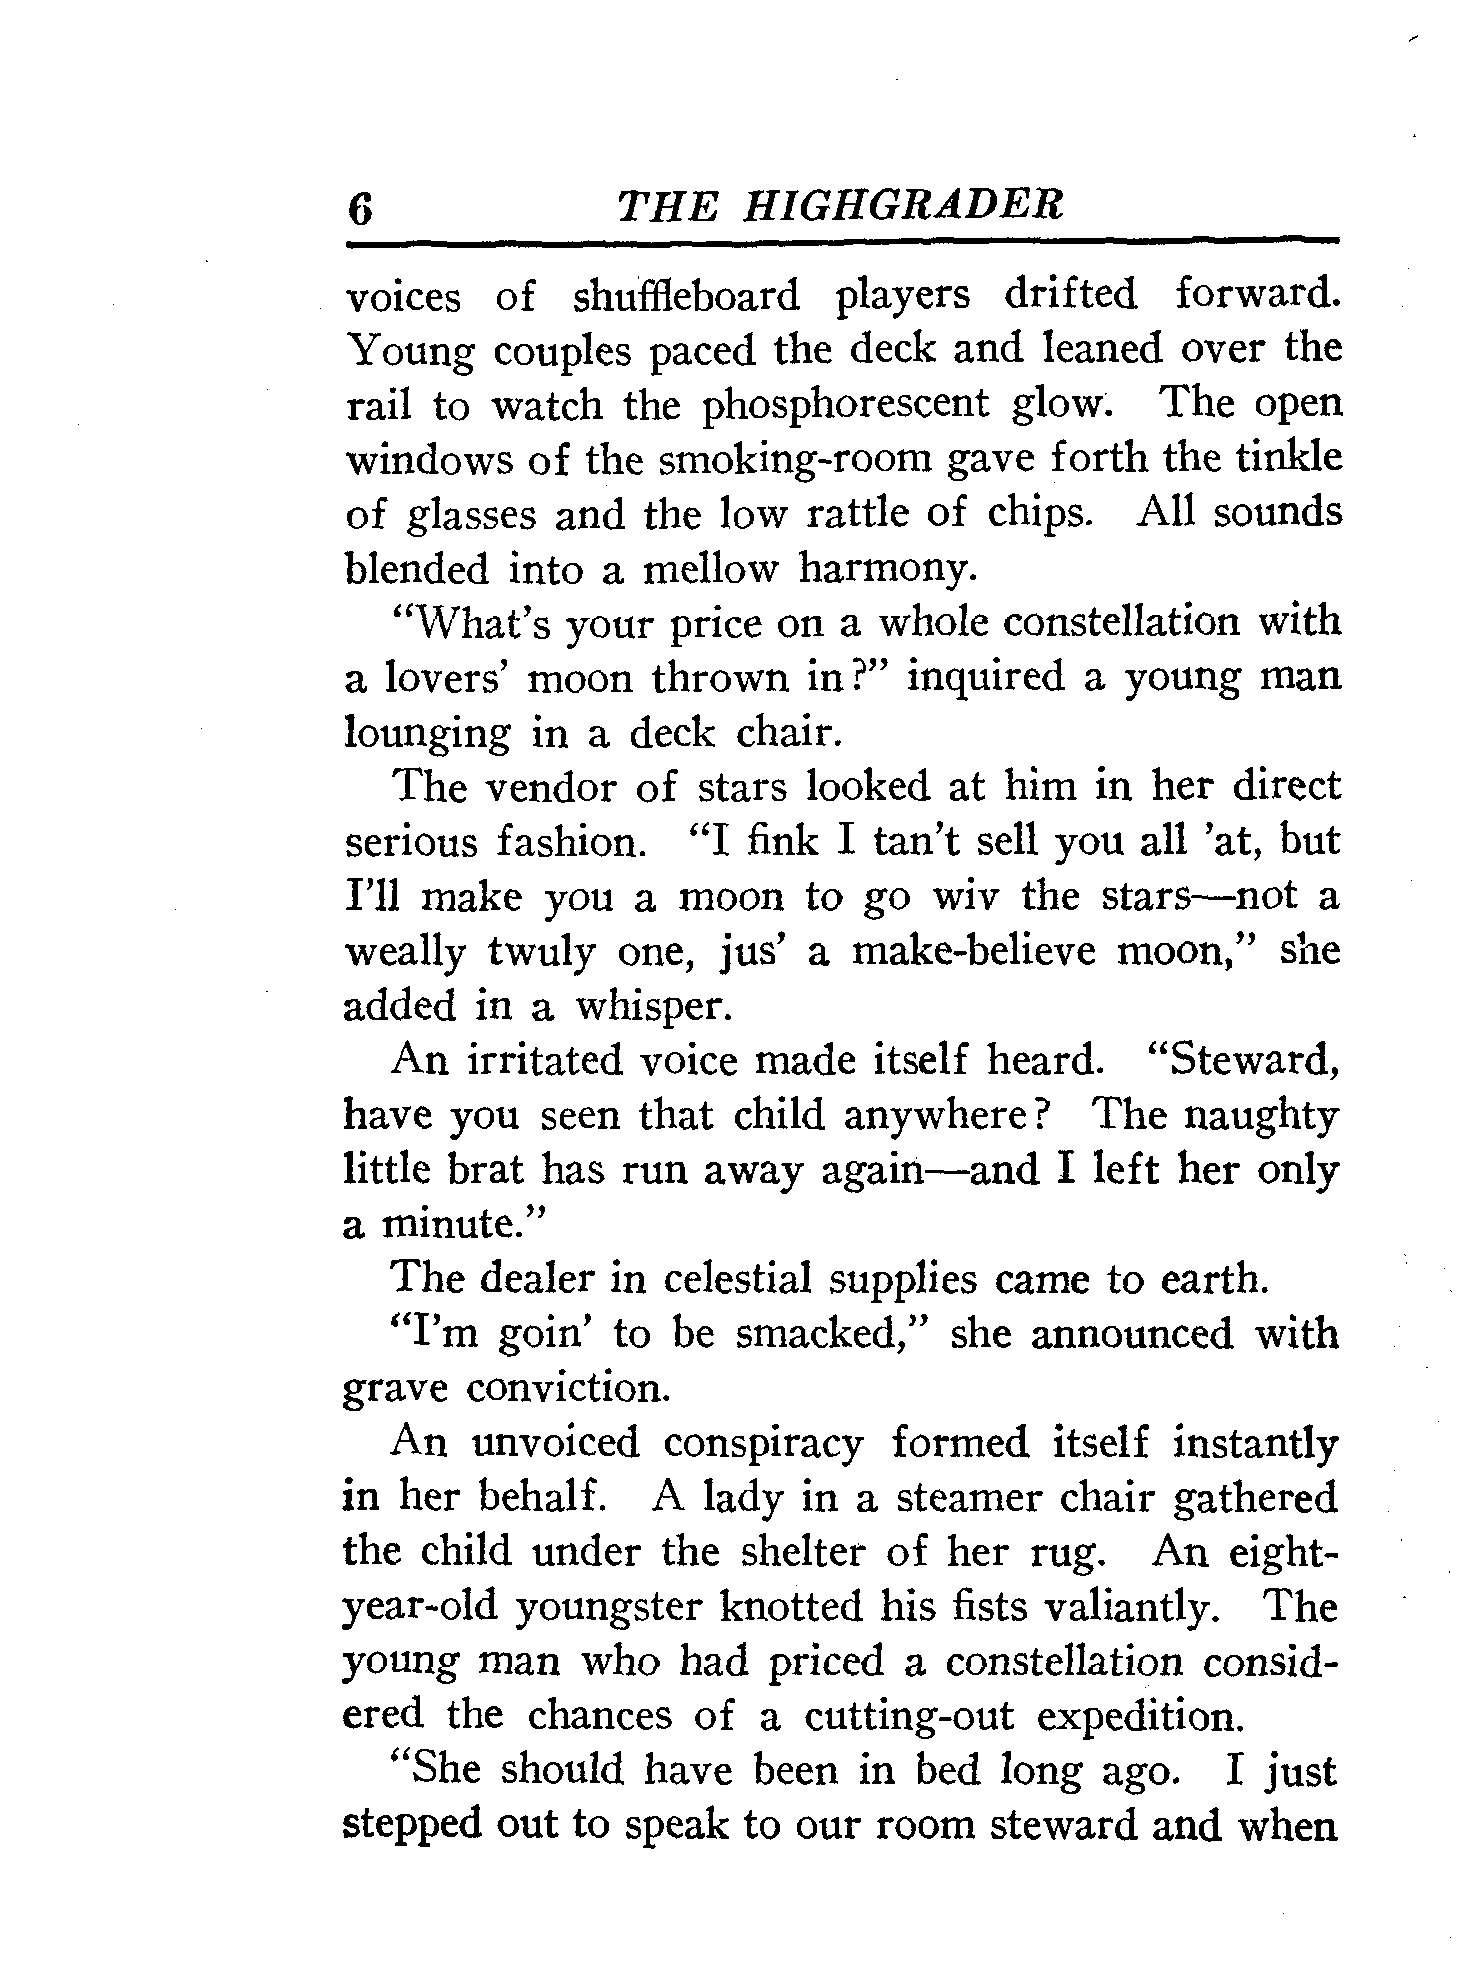 6 THE HIGHGRADER
voices of shuffleboard players drifted forward.
Young couples paced the deck and leaned over the
rail to watch the phosphorescent glow. The open
windows of the smoking-room gave forth the tinkle
of glasses and the low rattle of chips. All sounds
blended into a mellow harmony.
“What’s your price on a whole constellation with
a lovers’ moon thrown in?” inquired a young man
lounging in a deck chair.
The vendor of stars looked at him in her direct
serious fashion. “I fink I tan’t sell you all ’at, but
I’ll make you a moon to go wiv the stars—not a
weally twuly one, jus’ a make-believe moon,” she
added in a whisper.
An irritated voice made itself heard. “Steward,
have you seen that child anywhere? The naughty
little brat has run away again—and I left her only
a minute.”
The dealer in celestial supplies came to earth.
“I’m goin’ to be smacked,” she announced with
grave conviction.
An unvoiced conspiracy formed itself instantly
in her behalf. A lady in a steamer chair gathered
the child under the shelter of her rug. An eight-
year-old youngster knotted his fists valiantly. The
young man who had priced a constellation consid-
ered the chances of a cutting-out expedition.
“She should have been in bed long ago. I just
stepped out to speak to our room steward and when